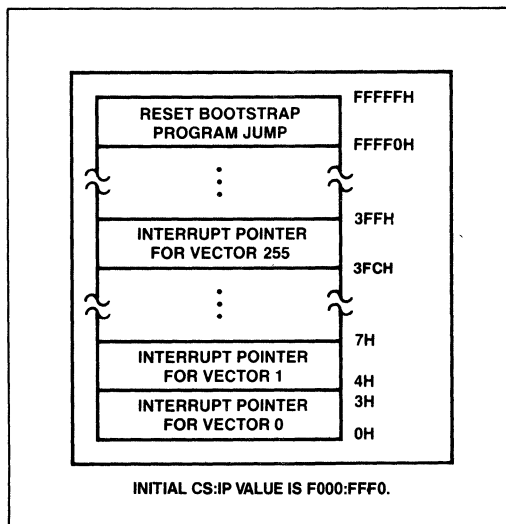 FFFFFH
RESET BOOTSTRAP
PROGRAM JUMP
FFFF0H
3FFH
INTERRUPT POINTER
FOR VECTOR 255
3FCH
7H
INTERRUPT POINTER
FOR VECTOR 1
4H
3H
INTERRUPT POINTER
FOR VECTOR 0
0H
INITIAL CS:IP VALUE IS F000:FFF0.